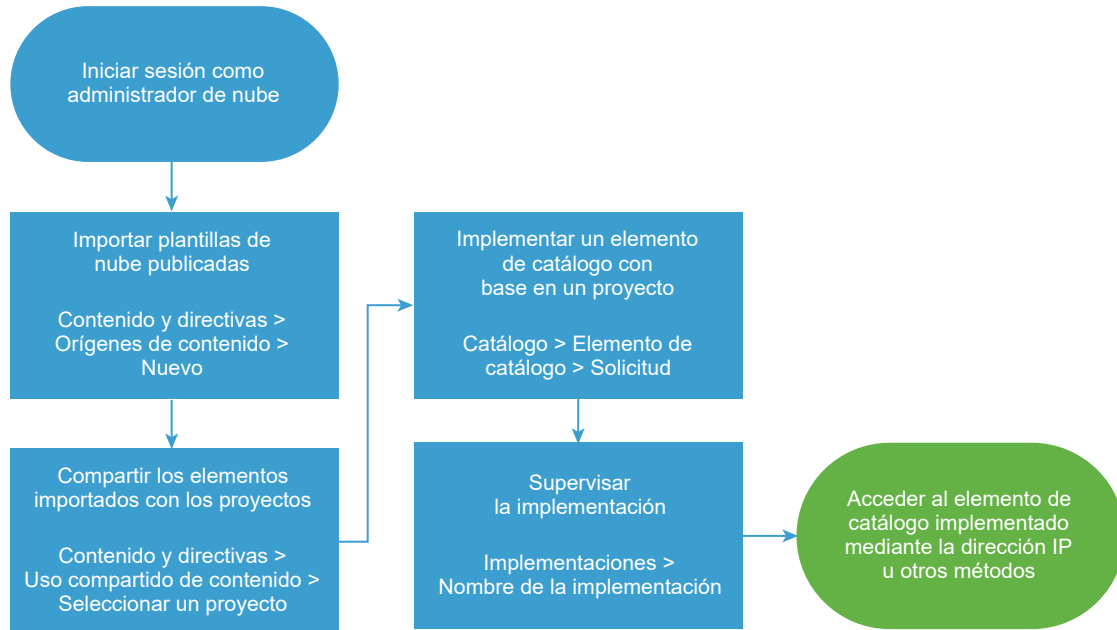 Iniciar sesión como
administrador de nube
Importar plantillas de
nube publicadas
Contenido y directivas >
Orígenes de contenido >
Nuevo
Compartir los elementos
importados con los proyectos
Contenido y directivas >
Uso compartido de contenido >
Seleccionar un proyecto
Implementar un elemento
de catálogo con
base en un proyecto
Catálogo > Elemento de
catálogo > Solicitud
Supervisar
la implementación
Implementaciones >
Nombre de la implementación
Acceder al elemento de
catálogo implementado
mediante la dirección IP
u otros métodos